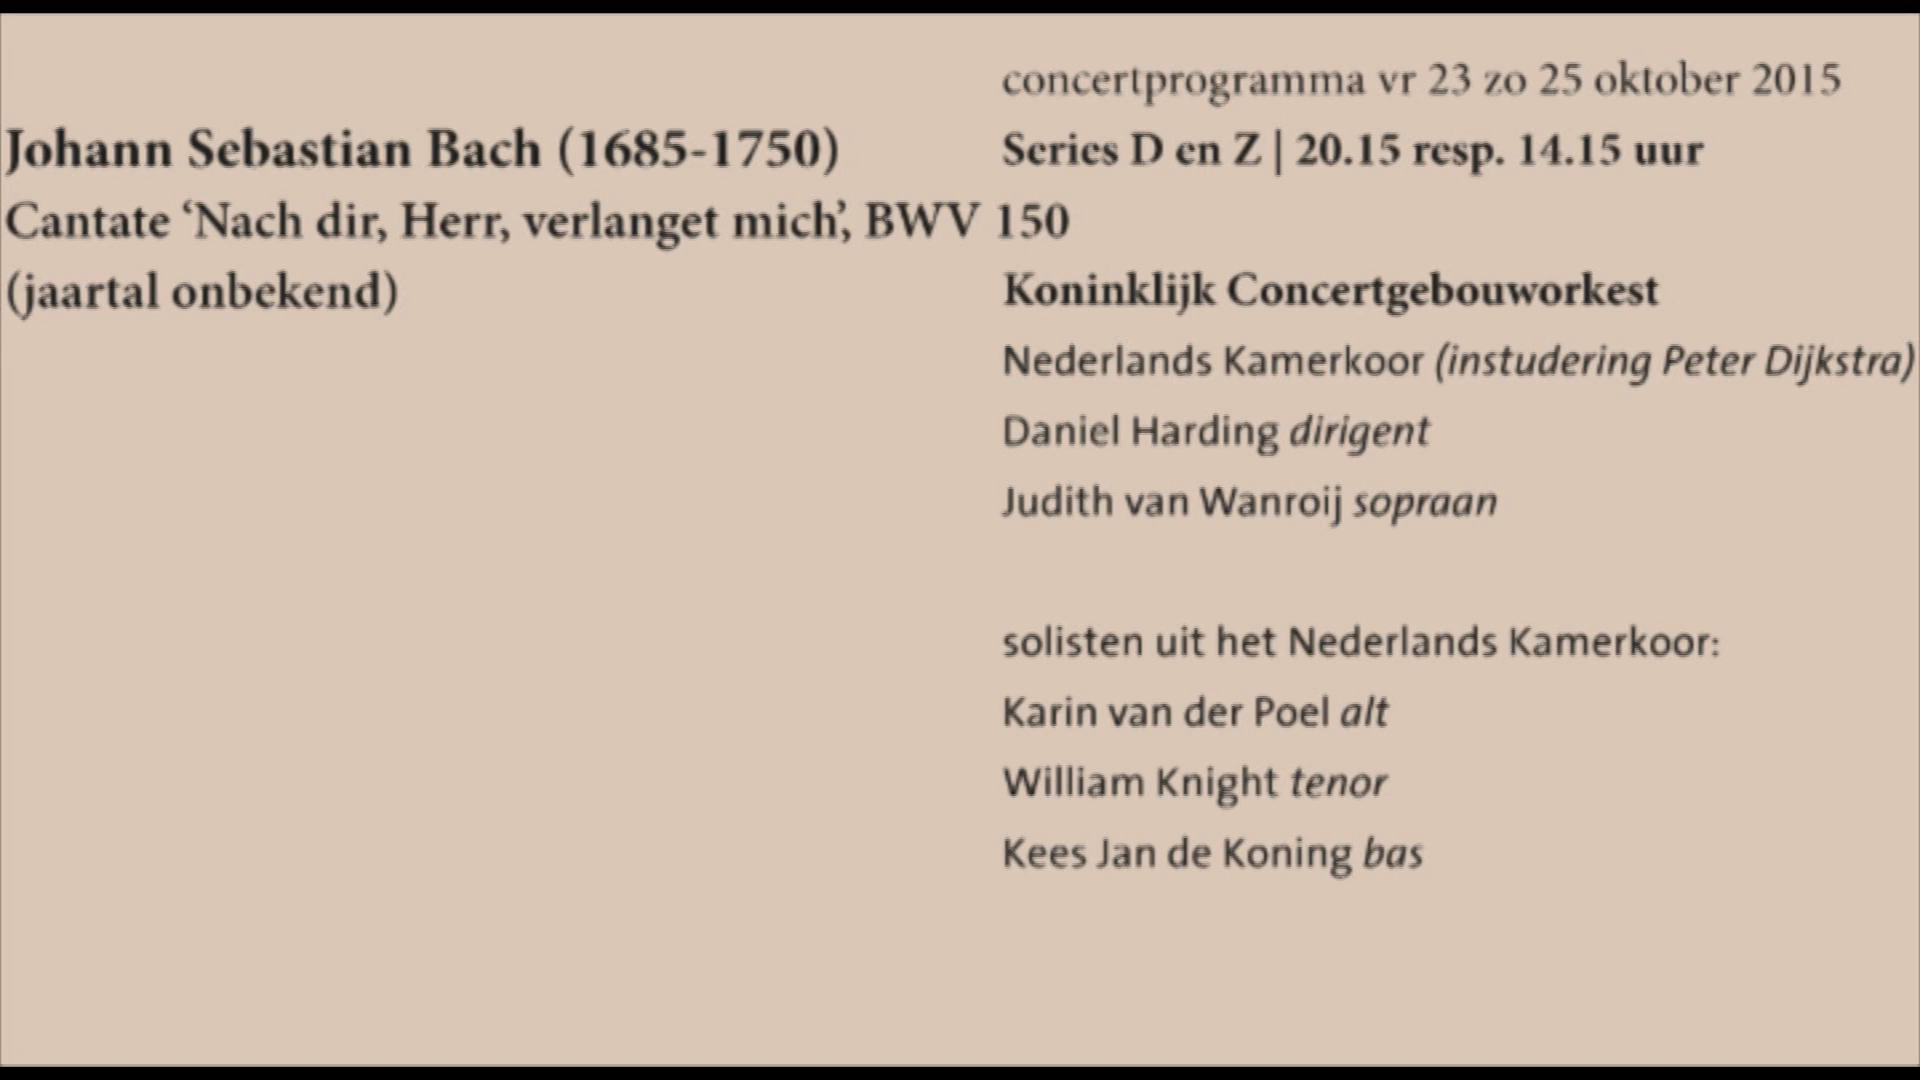 Johann Sebastian Bach (1685-1750)
Cantate ‘Nach dir, Herr, verlanget mich’, BWV 150
(jaartal onbekend)
concertprogramma vr 23 zo 25 oktober 2015
Series D en Z | 20.15 resp. 14.15 uur
Koninklijk Concertgebouworkest
Nederlands Kamerkoor (instudering Peter Dijkstra)
Daniel Harding dirigent
Judith van Wanroij sopraan
solisten uit het Nederlands Kamerkoor:
Karin van der Poel alt
William Knight tenor
Kees Jan de Koning bas